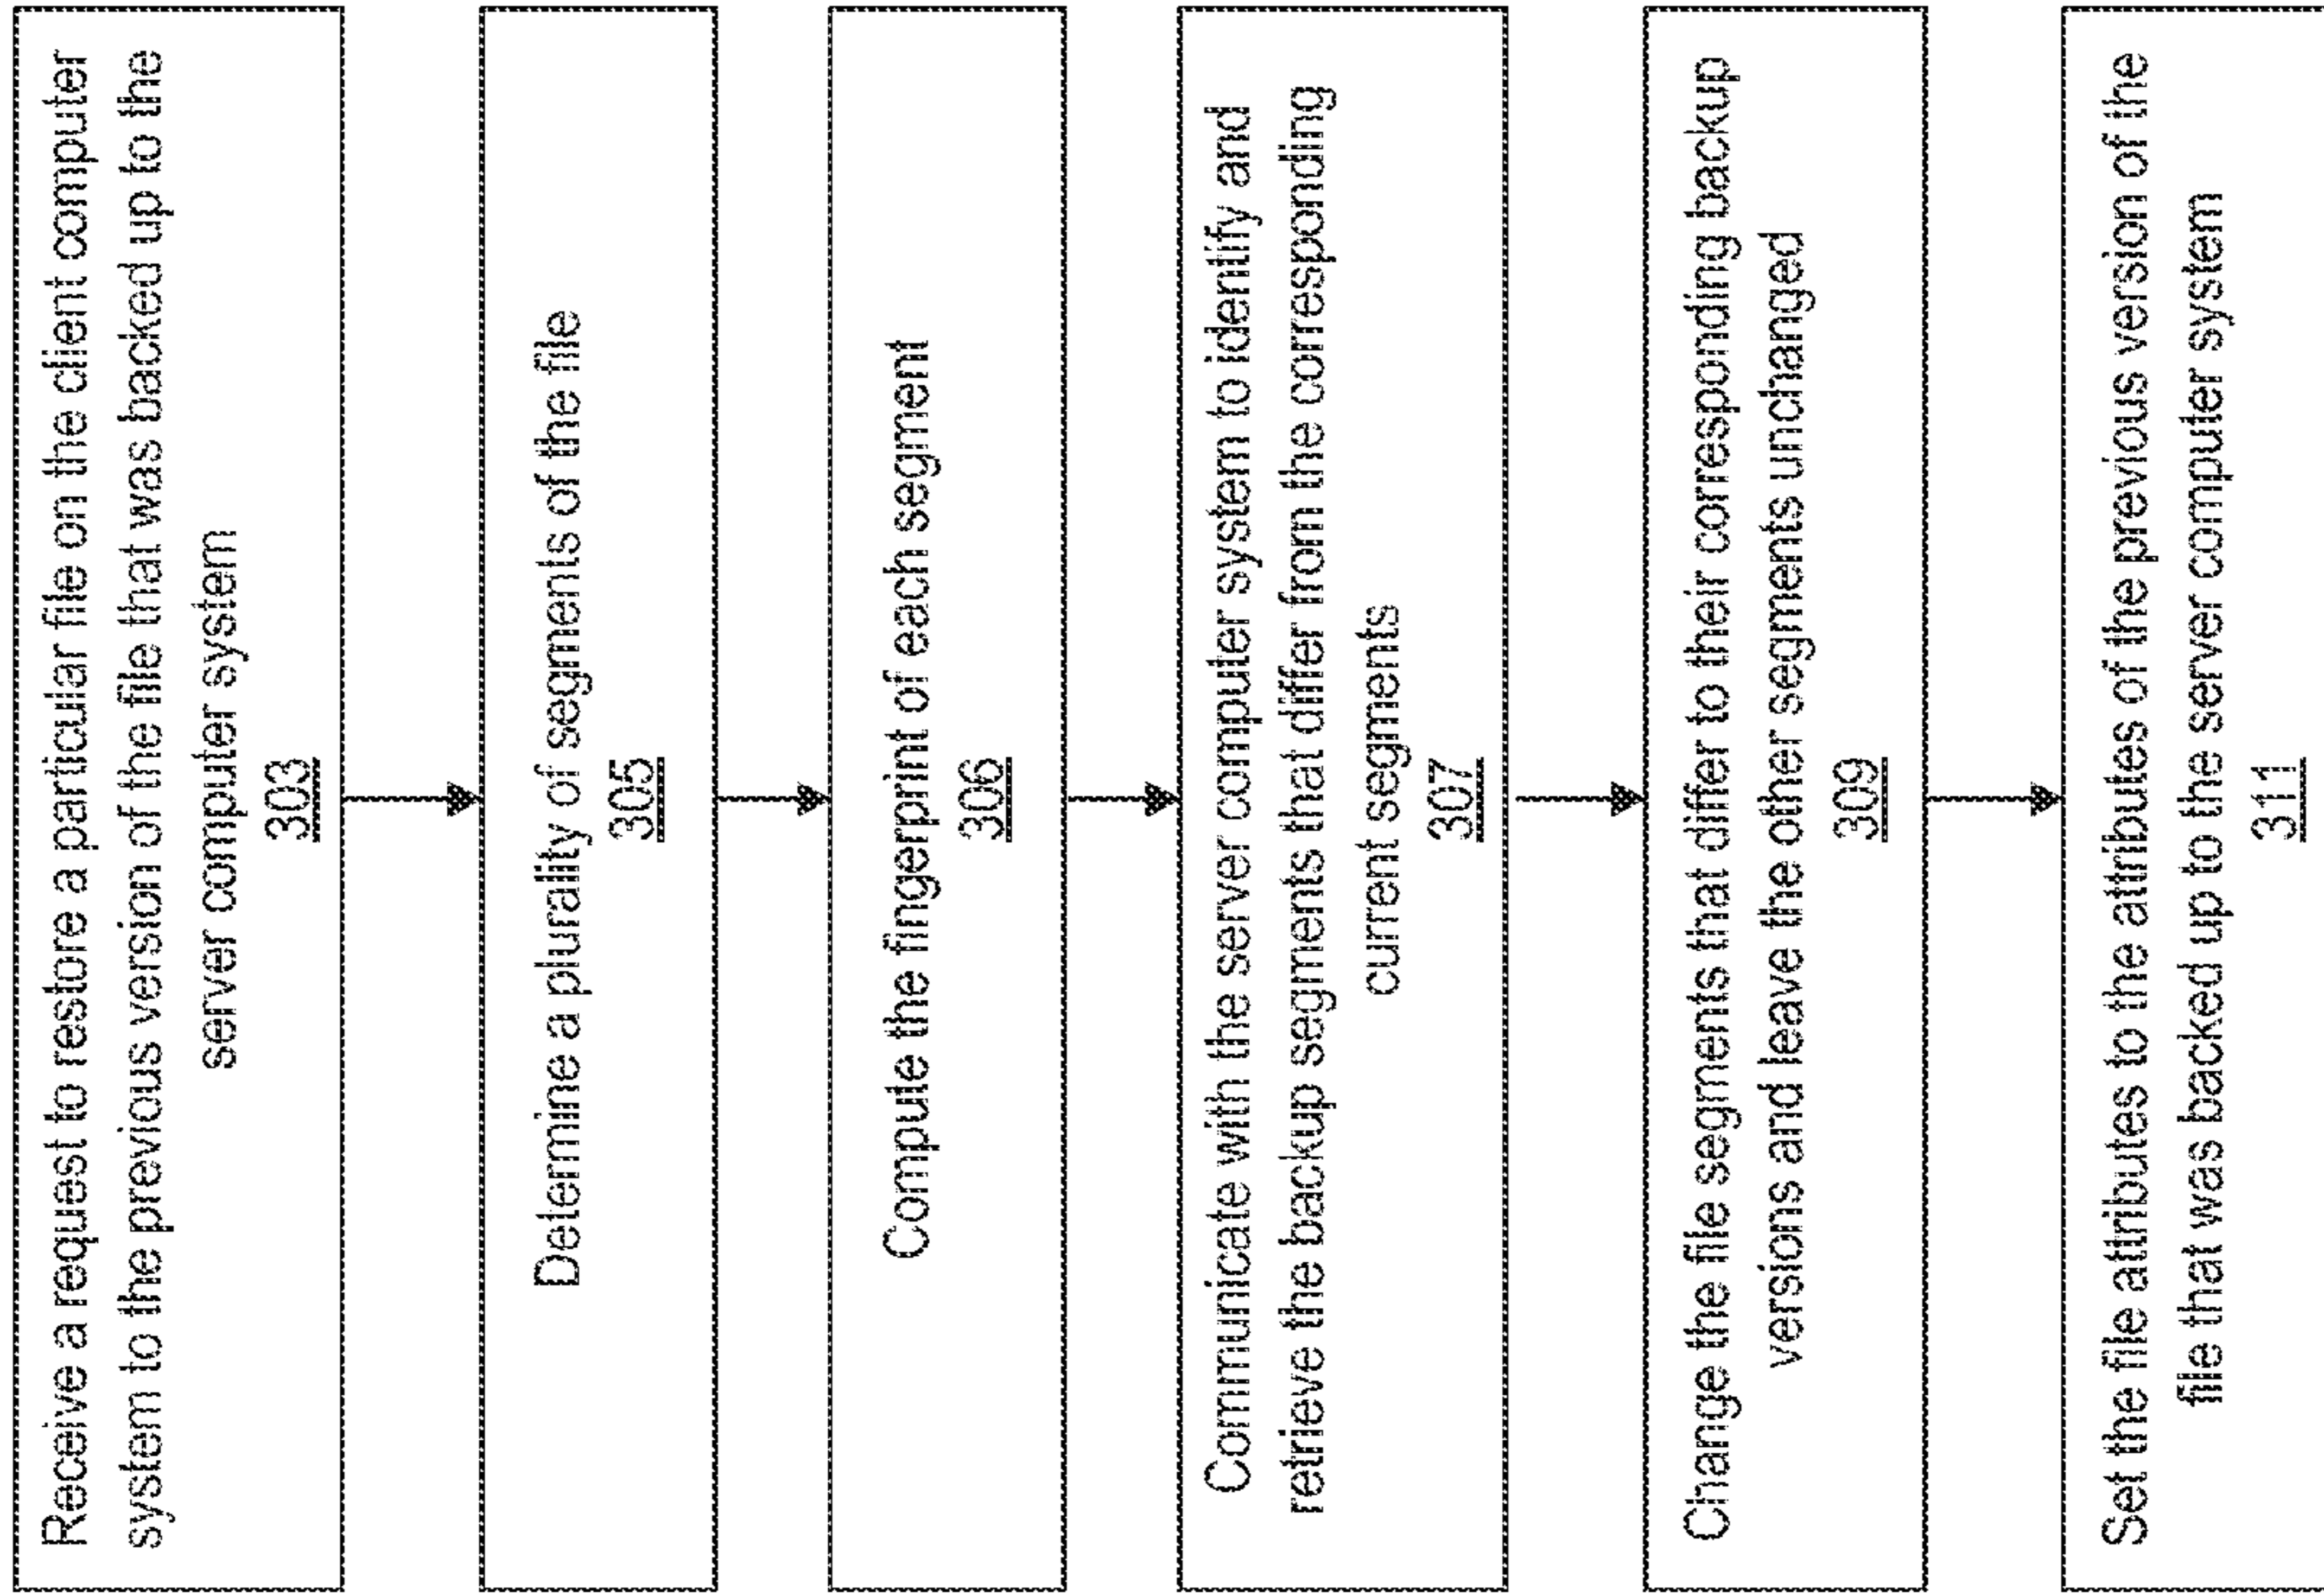 Receive a request to restore a particular file on the client computer
system to the previous version of the file that was backed up to the
server computer system
303
Determine a plurality of segments of the file
305
Compute the fingerprint of each segment
306
Communicate with the server computer system to identify and
retrieve the backup segments that differ from the corresponding
current segments
307
Change the file segments that differ to their corresponding backup
versions and leave the other segments unchanged
309
Set the file attributes to the attributes of the previous version of the
file that was backed up to the server computer system
311